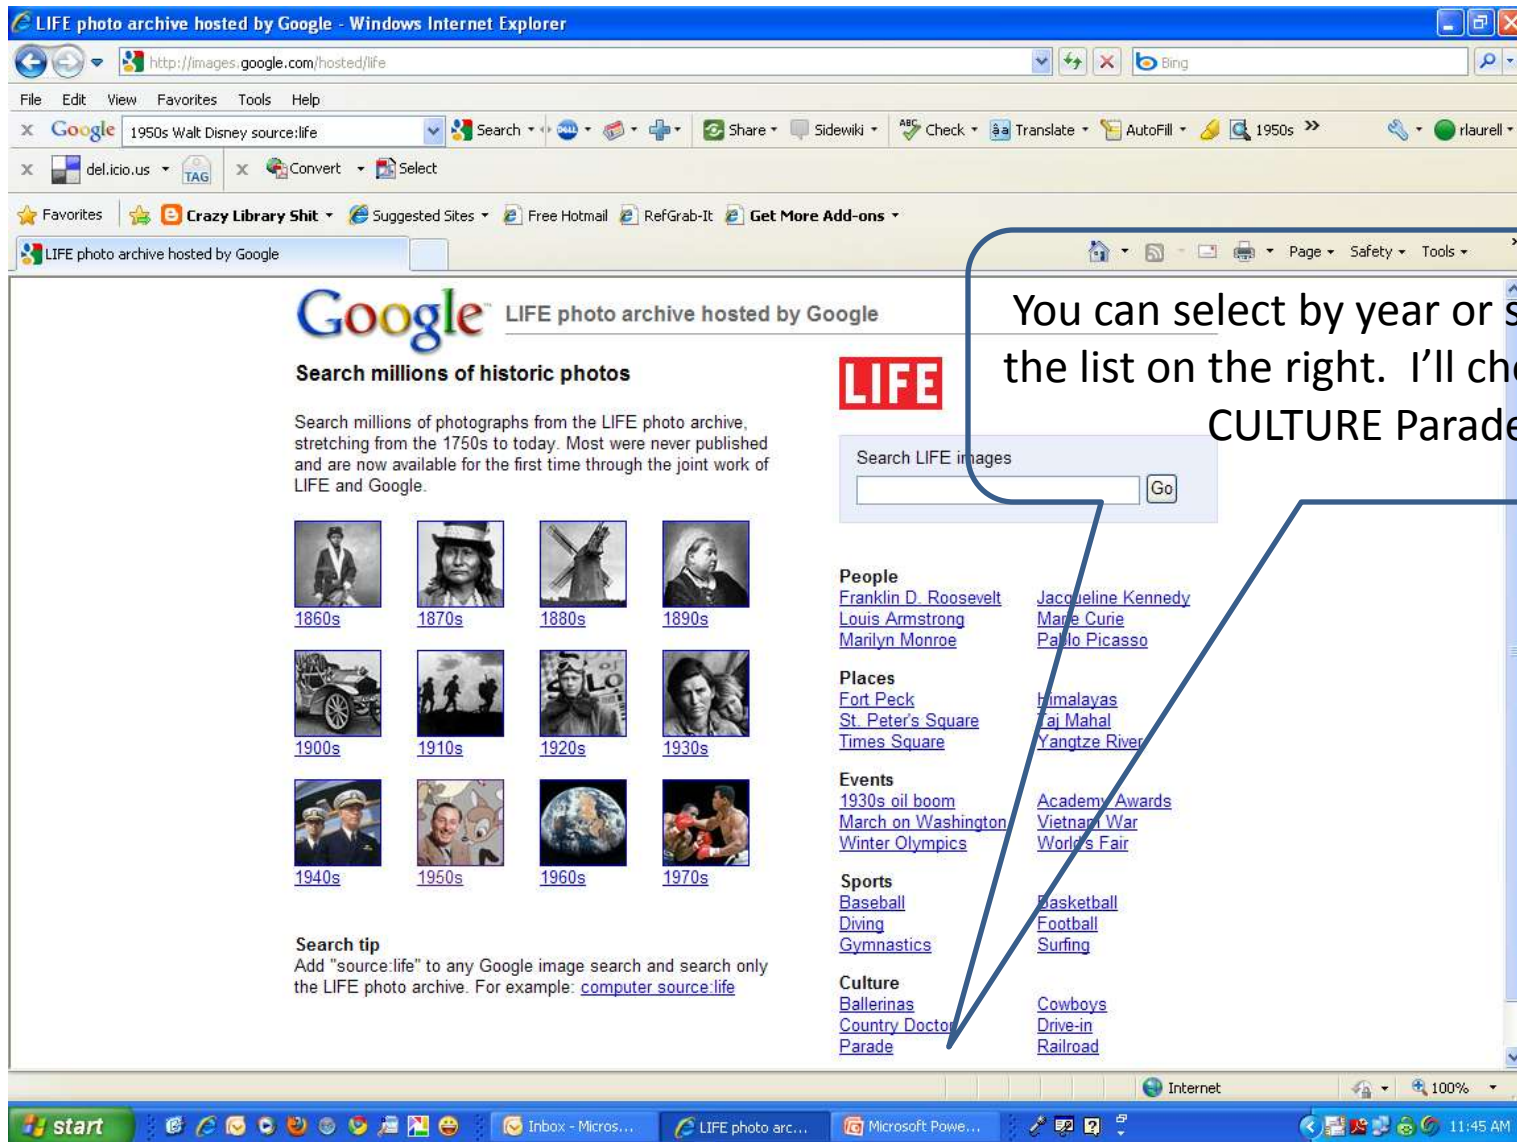 LIFE photo archive hosted by Google - Windows Internet Explorer
http://images.google.com/hosted/life
Bing
File Edit View Favorites Tools Help
x Google 1950s Walt Disney source:life Search Share Sidewiki Check Translate AutoFill 1950s » rlaurell
x del.icio.us TAG x Convert Select
Favorites Crazy Library Shit Suggested Sites Free Hotmail RefGrab-It Get More Add-ons
LIFE photo archive hosted by Google
Page Safety Tools
You can select by year or
the list on the right. I'll
CULTURE Parade
Google™ LIFE photo archive hosted by Google
Search millions of historic photos
Search millions of photographs from the LIFE photo archive,
stretching from the 1750s to today. Most were never published
and are now available for the first time through the joint work of
LIFE and Google.
1860s 1870s 1880s 1890s
1900s 1910s 1920s 1930s
1940s 1950s 1960s 1970s
Search tip
Add "source:life" to any Google image search and search only
the LIFE photo archive. For example: computer source:life
LIFE
Search LIFE images
Go
People
Franklin D. Roosevelt Jacqueline Kennedy
Louis Armstrong Marie Curie
Marilyn Monroe Pablo Picasso
Places
Fort Peck Himalayas
St. Peter's Square Taj Mahal
Times Square Yangtze River
Events
1930s oil boom Academy Awards
March on Washington Vietnam War
Winter Olympics World's Fair
Sports
Baseball Basketball
Diving Football
Gymnastics Surfing
Culture
Ballerinas Cowboys
Country Doctor Drive-in
Parade Railroad
Internet 100%
start Inbox - Micros... LIFE photo arc... Microsoft Powe... 11:45 AM